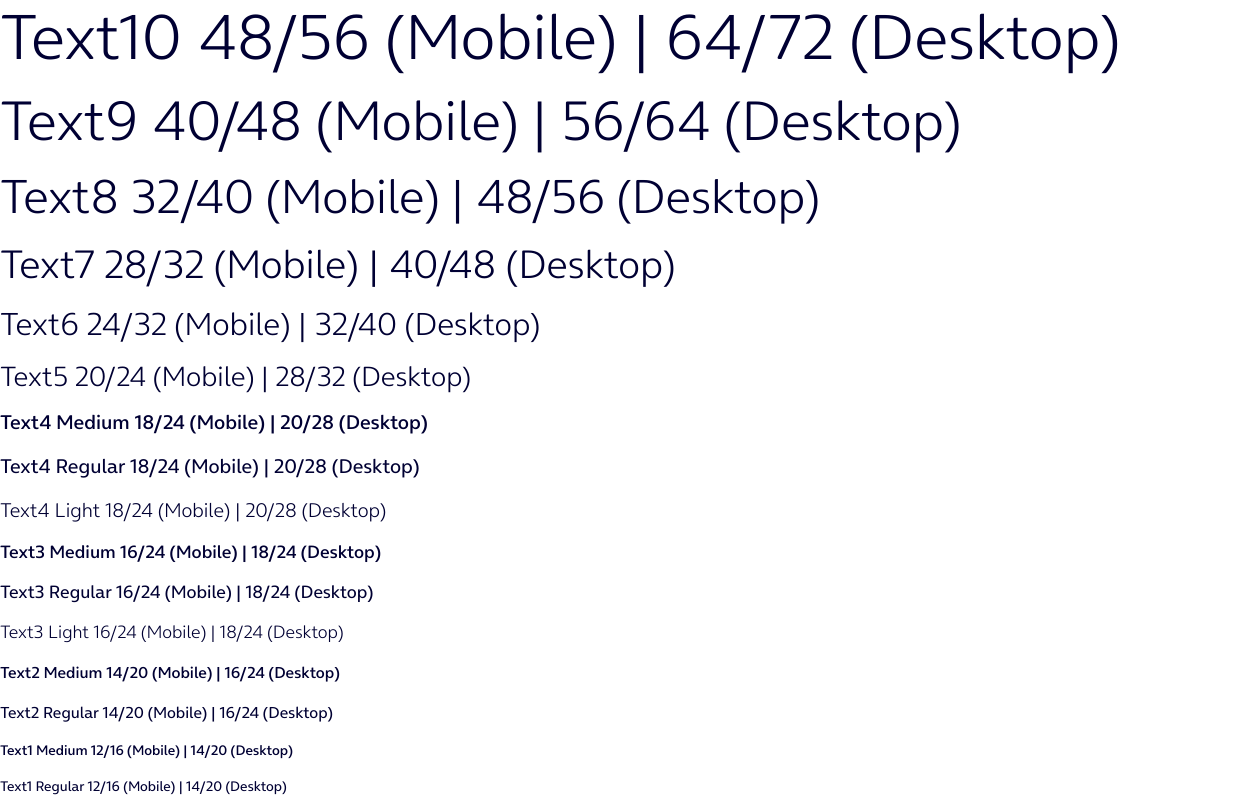 Text10 48/56 (Mobile) | 64/72 (Desktop)
Text9 40/48 (Mobile) | 56/64 (Desktop)
Text8 32/40 (Mobile) | 48/56 (Desktop)
Text7 28/32 (Mobile) | 40/48 (Desktop)
Text6 24/32 (Mobile) | 32/40 (Desktop)
Text5 20/24 (Mobile) | 28/32 (Desktop)
Text4 Medium 18/24 (Mobile) | 20/28 (Desktop)
Text4 Regular 18/24 (Mobile) | 20/28 (Desktop)
Text4 Light 18/24 (Mobile) | 20/28 (Desktop)
Text3 Medium 16/24 (Mobile) | 18/24 (Desktop)
Text3 Regular 16/24 (Mobile) | 18/24 (Desktop)
Text3 Light 16/24 (Mobile) | 18/24 (Desktop)
Text2 Medium 14/20 (Mobile) | 16/24 (Desktop)
Text2 Regular 14/20 (Mobile) | 16/24 (Desktop)
Text1 Medium 12/16 (Mobile) | 14/20 (Desktop)
Text1 Regular 12/16 (Mobile) | 14/20 (Desktop)